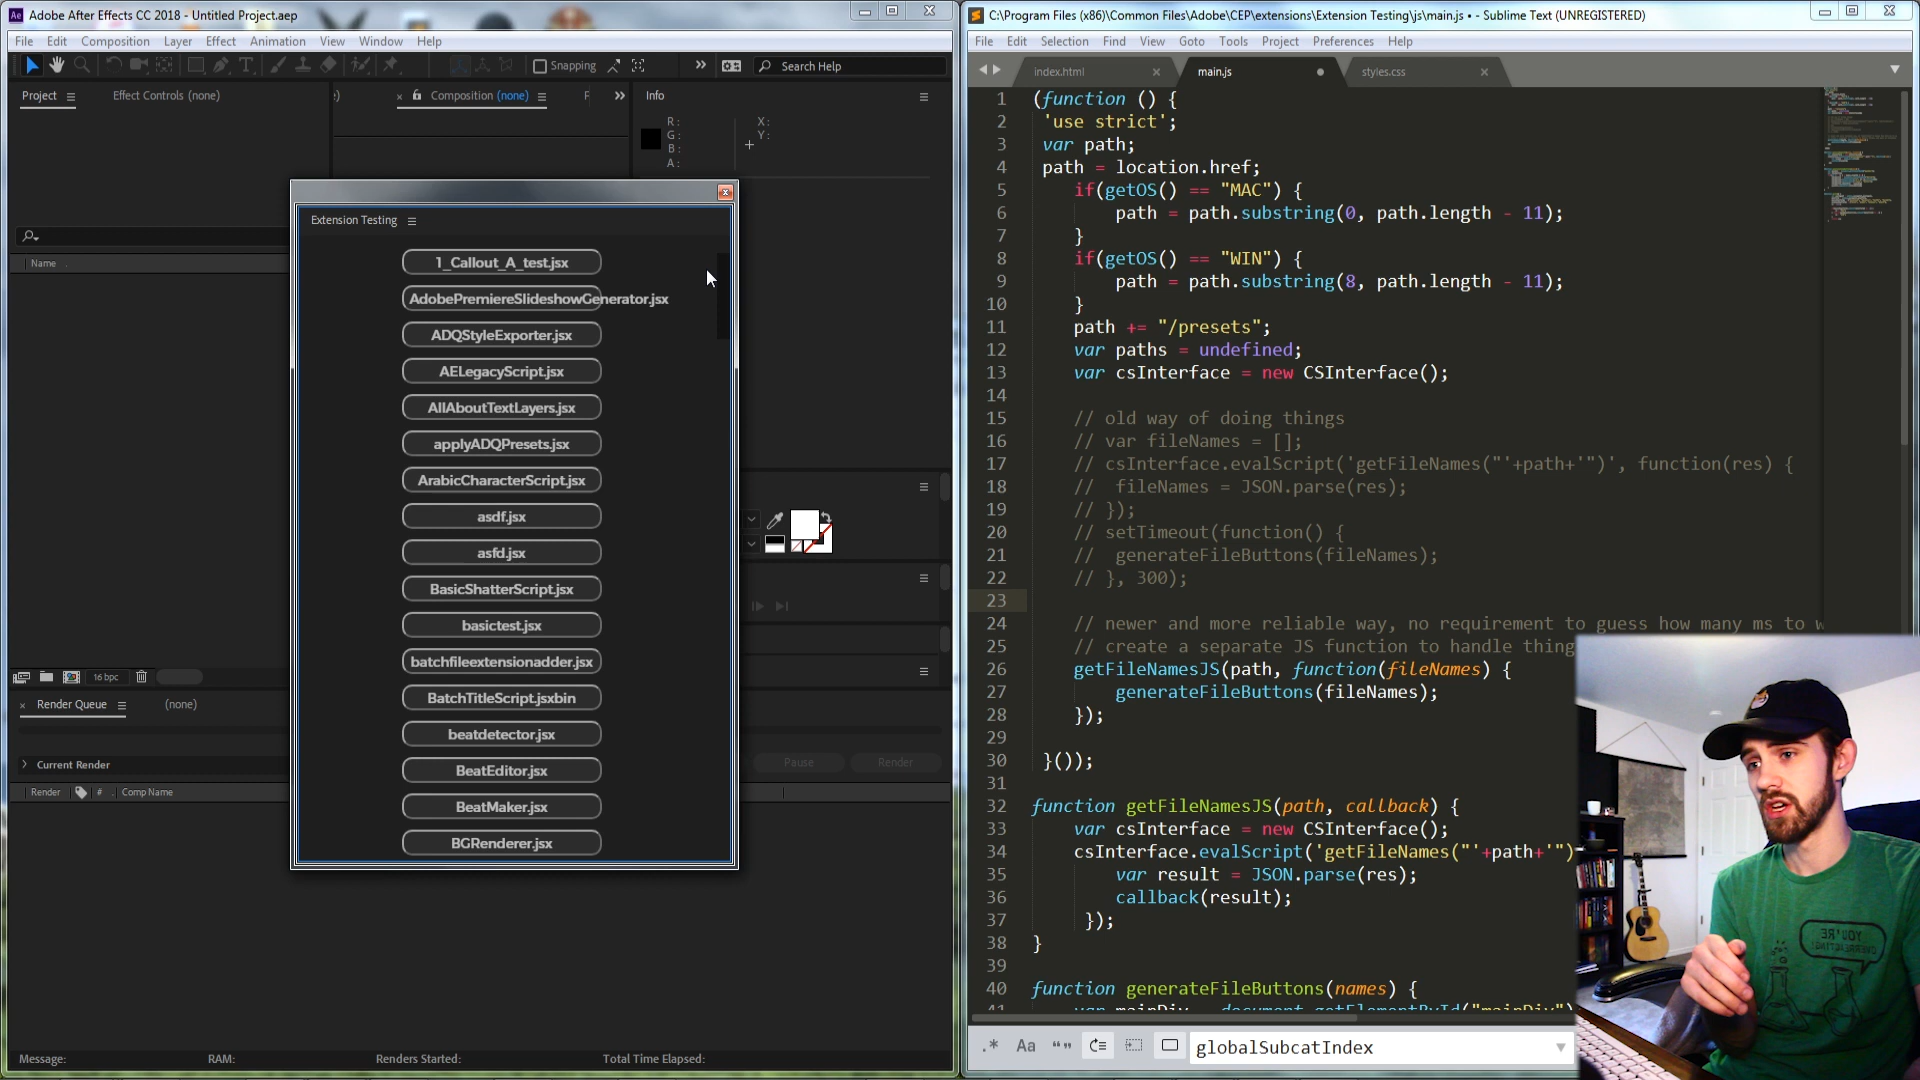 Ae Adobe After Effects CC 2018 - Untitled Project.aep
File Edit Composition Layer Effect Animation View Window Help
Snapping
Search Help
Project
Effect Controls (none)
Composition (none)
Info
R:
G:
B:
A:
X:
Y:
Name
Extension Testing
1_Callout_A_test.jsx
AdobePremiereSlideshowGenerator.jsx
ADQStyleExporter.jsx
AELegacyScript.jsx
AllAboutTextLayers.jsx
applyADQPresets.jsx
ArabicCharacterScript.jsx
asdf.jsx
asfd.jsx
BasicShatterScript.jsx
basictest.jsx
batchfileextensionadder.jsx
BatchTitleScript.jsxbin
beatdetector.jsx
BeatEditor.jsx
BeatMaker.jsx
BGRenderer.jsx
16 bpc
Render Queue
(none)
Current Render
Pause
Render
Render # Comp Name
Message: RAM: Renders Started: Total Time Elapsed:
C:\Program Files (x86)\Common Files\Adobe\CEP\extensions\Extension Testing\js\main.js • - Sublime Text (UNREGISTERED)
File Edit Selection Find View Goto Tools Project Preferences Help
index.html
main.js
styles.css
1 (function () {
2 'use strict';
3 var path;
4 path = location.href;
5 if(getOS() == "MAC") {
6 path = path.substring(0, path.length - 11);
7 }
8 if(getOS() == "WIN") {
9 path = path.substring(8, path.length - 11);
10 }
11 path += "/presets";
12 var paths = undefined;
13 var csInterface = new CSInterface();
14
15 // old way of doing things
16 // var fileNames = [];
17 // csInterface.evalScript('getFileNames("'+path+'")', function(res) {
18 // fileNames = JSON.parse(res);
19 // });
20 // setTimeout(function() {
21 // generateFileButtons(fileNames);
22 // }, 300);
23
24 // newer and more reliable way, no requirement to guess how many ms to w
25 // create a separate JS function to handle thing
26 getFileNamesJS(path, function(fileNames) {
27 generateFileButtons(fileNames);
28 });
29
30 }());
31
32 function getFileNamesJS(path, callback) {
33 var csInterface = new CSInterface();
34 csInterface.evalScript('getFileNames("'+path+'")
35 var result = JSON.parse(res);
36 callback(result);
37 });
38 }
39
40 function generateFileButtons(names) {
41 var mainDiv = document.getElementById("mainDiv")
.* Aa “”
globalSubcatIndex